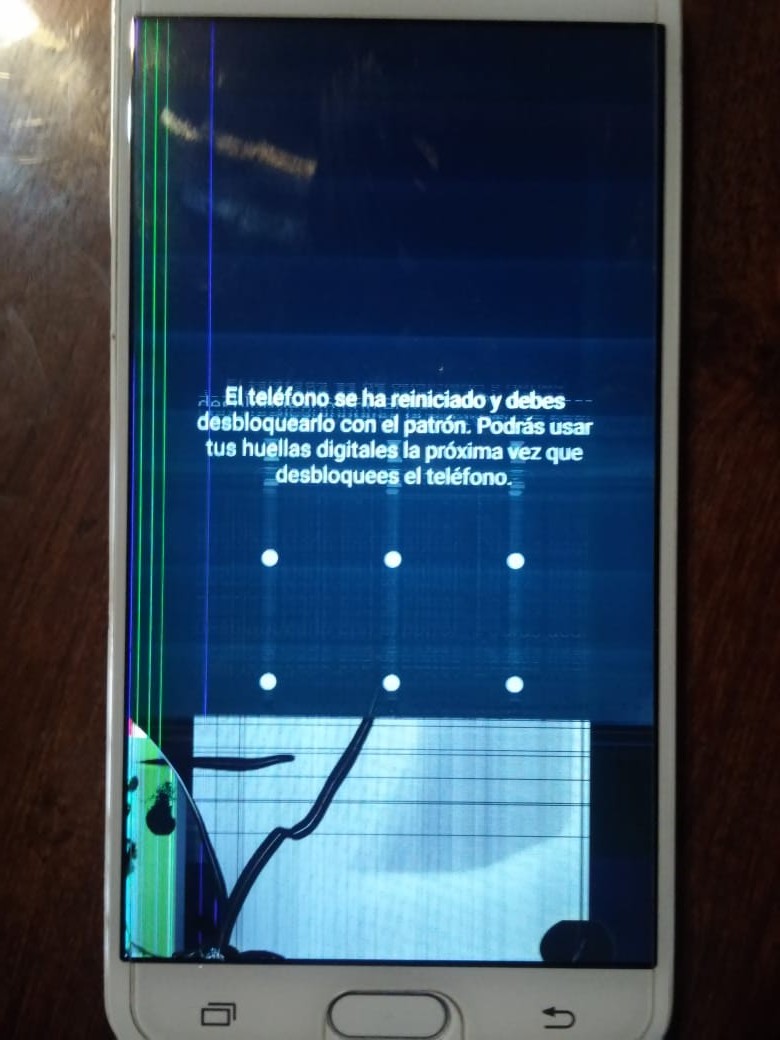 El teléfono se ha reiniciado y debes
desbloquearlo con el patrón. Podrás usar
tus huellas digitales la próxima vez que
desbloquees el teléfono.